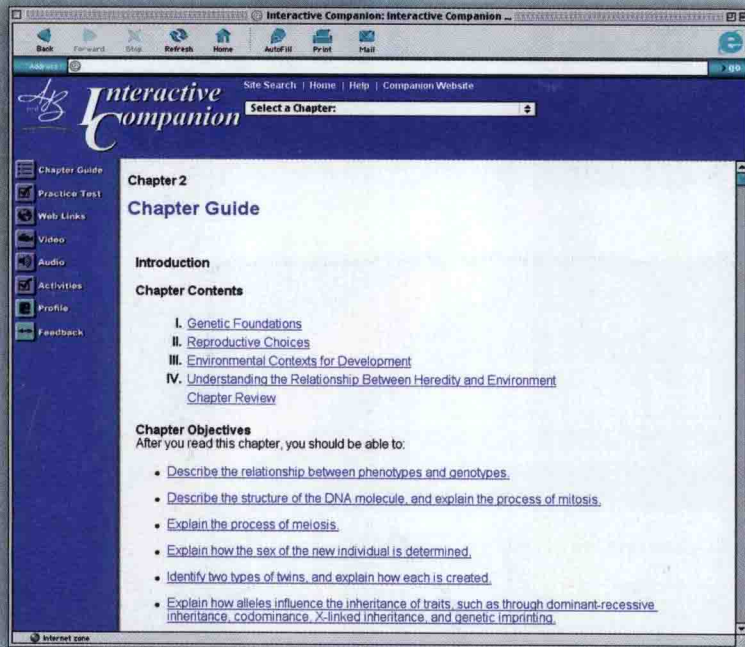 Interactive Companion: Interactive Companion ...
Back Forward Stop Refresh Home AutoFill Print Mail
Address: go
Site Search | Home | Help | Companion Website
Interactive Companion
Select a Chapter:
Chapter Guide
Practice Test
Web Links
Video
Audio
Activities
Profile
Feedback
Chapter 2
Chapter Guide
Introduction
Chapter Contents
I. Genetic Foundations
II. Reproductive Choices
III. Environmental Contexts for Development
IV. Understanding the Relationship Between Heredity and Environment
Chapter Review
Chapter Objectives
After you read this chapter, you should be able to:
• Describe the relationship between phenotypes and genotypes.
• Describe the structure of the DNA molecule, and explain the process of mitosis.
• Explain the process of meiosis.
• Explain how the sex of the new individual is determined.
• Identify two types of twins, and explain how each is created.
• Explain how alleles influence the inheritance of traits, such as through dominant-recessive
inheritance, codominance, X-linked inheritance, and genetic imprinting.
Internet zone